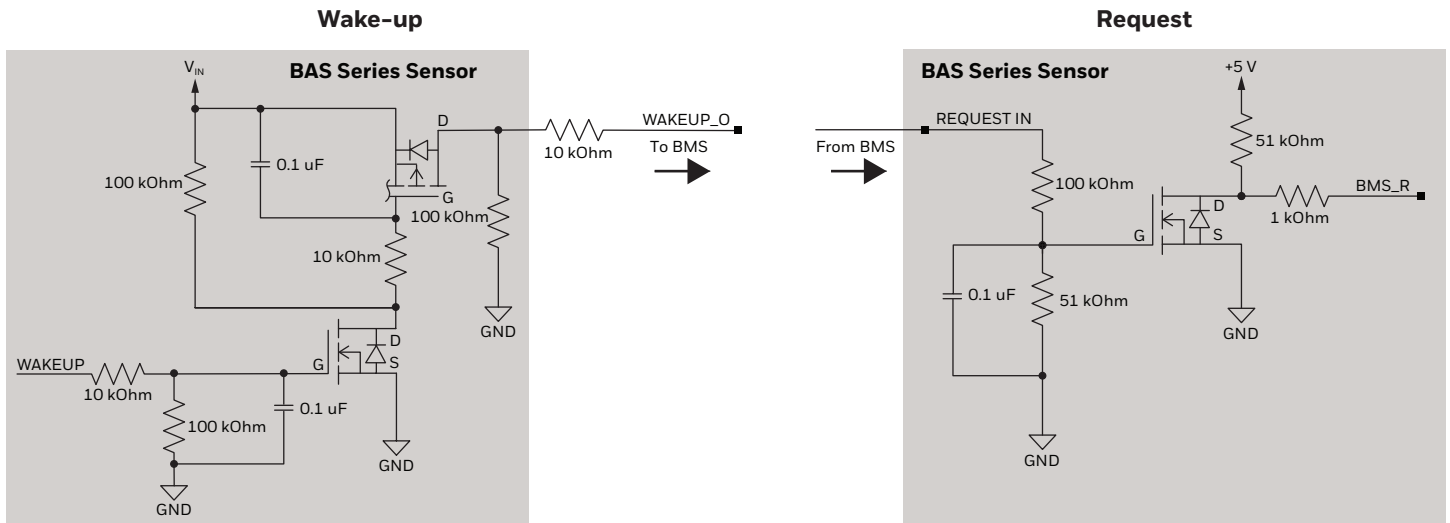 Wake-up
V_IN
BAS Series Sensor
D
WAKEUP_O
10 kOhm
To BMS
0.1 uF
100 kOhm
G
100 kOhm
10 kOhm
GND
WAKEUP
10 kOhm
G
D
S
0.1 uF
100 kOhm
GND
GND
Request
BAS Series Sensor
+5 V
REQUEST IN
From BMS
51 kOhm
100 kOhm
BMS_R
1 kOhm
D
S
G
0.1 uF
51 kOhm
GND
GND